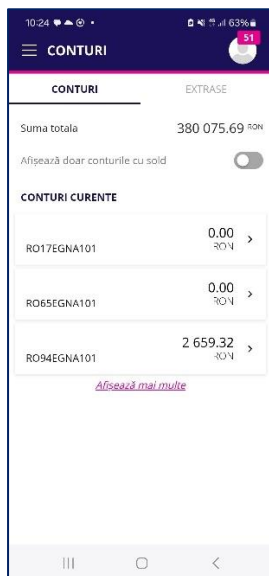 10:24
63%
51
CONTURI
CONTURI EXTRASE
Suma totala 380 075.69 RON
Afișează doar conturile cu sold
CONTURI CURENTE
0.00
RO17EGNA101 RON
0.00
RO65EGNA101 RON
2 659.32
RO94EGNA101 RON
Afișează mai multe